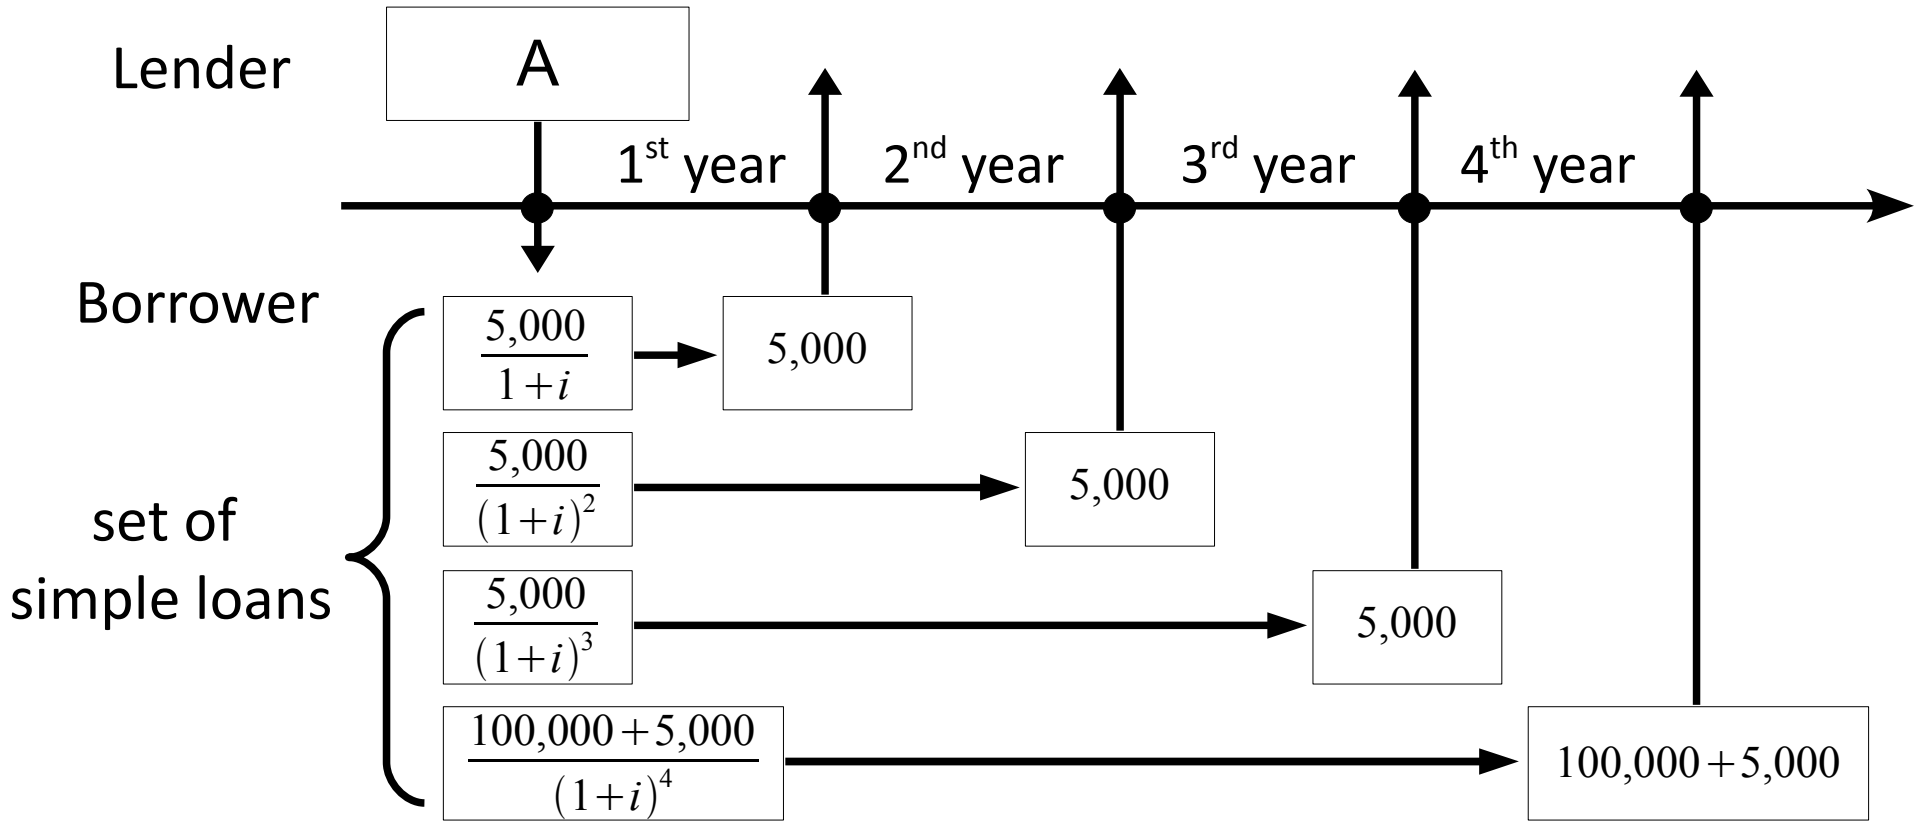 Lender
A
1st year
2nd year
3rd year
4th year
Borrower
5,000
1+i
5,000
5,000
(1+i)2
5,000
set of
simple loans
5,000
(1+i)3
5,000
100,000+5,000
(1+i)4
100,000+5,000